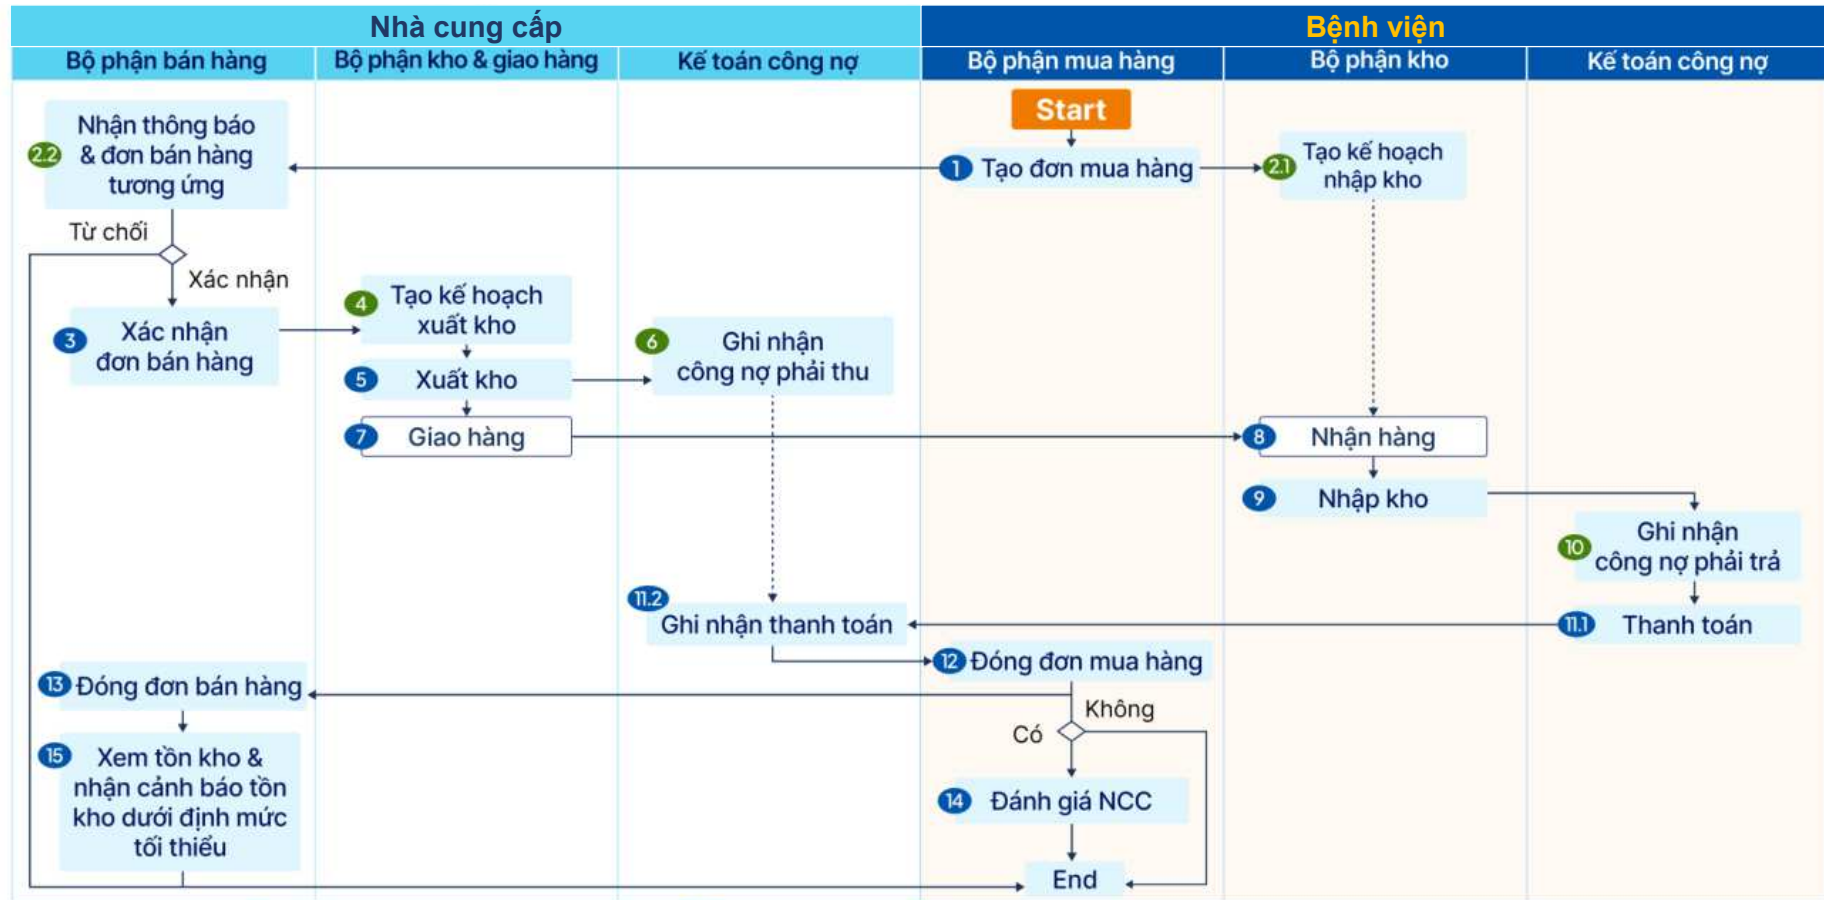 Nhà cung cấp
Bệnh viện
Bộ phận bán hàng
Bộ phận kho & giao hàng
Kế toán công nợ
Bộ phận mua hàng
Bộ phận kho
Kế toán công nợ
Start
2.2
Nhận thông báo
& đơn bán hàng
tương ứng
1
Tạo đơn mua hàng
2.1
Tạo kế hoạch
nhập kho
Từ chối
Xác nhận
3
Xác nhận
đơn bán hàng
4
Tạo kế hoạch
xuất kho
5
Xuất kho
6
Ghi nhận
công nợ phải thu
7
Giao hàng
8
Nhận hàng
9
Nhập kho
10
Ghi nhận
công nợ phải trả
11.2
Ghi nhận thanh toán
11.1
Thanh toán
12
Đóng đơn mua hàng
13
Đóng đơn bán hàng
Không
Có
15
Xem tồn kho &
nhận cảnh báo tồn
kho dưới định mức
tối thiểu
14
Đánh giá NCC
End